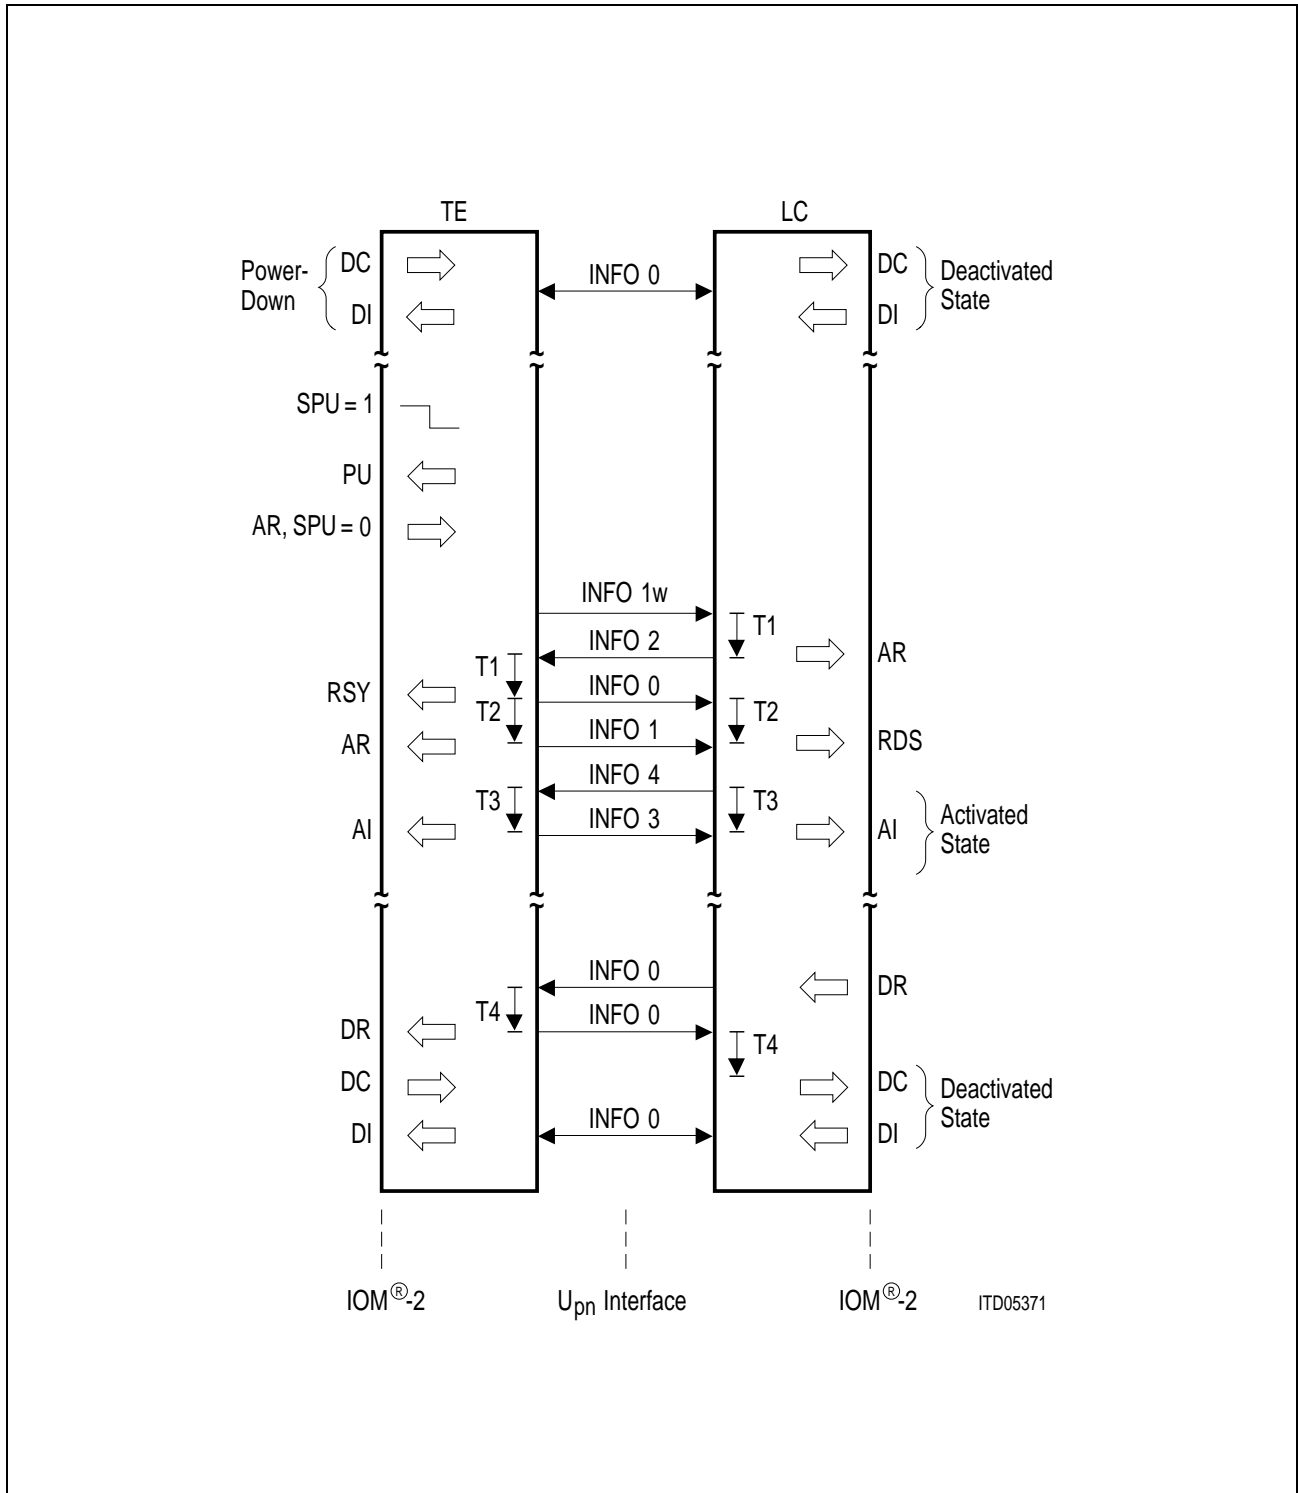 TE LC
Power-Down DC INFO 0 DC Deactivated State
DI DI
SPU = 1
PU
AR, SPU = 0
INFO 1w
T1
INFO 2
AR
T1
RSY
INFO 0
T2 T2
AR INFO 1 RDS
INFO 4
T3 T3
AI INFO 3 AI Activated State
INFO 0 DR
T4
DR INFO 0
T4
DC DC Deactivated State
DI INFO 0 DI
IOM®-2 Upn Interface IOM®-2 ITD05371